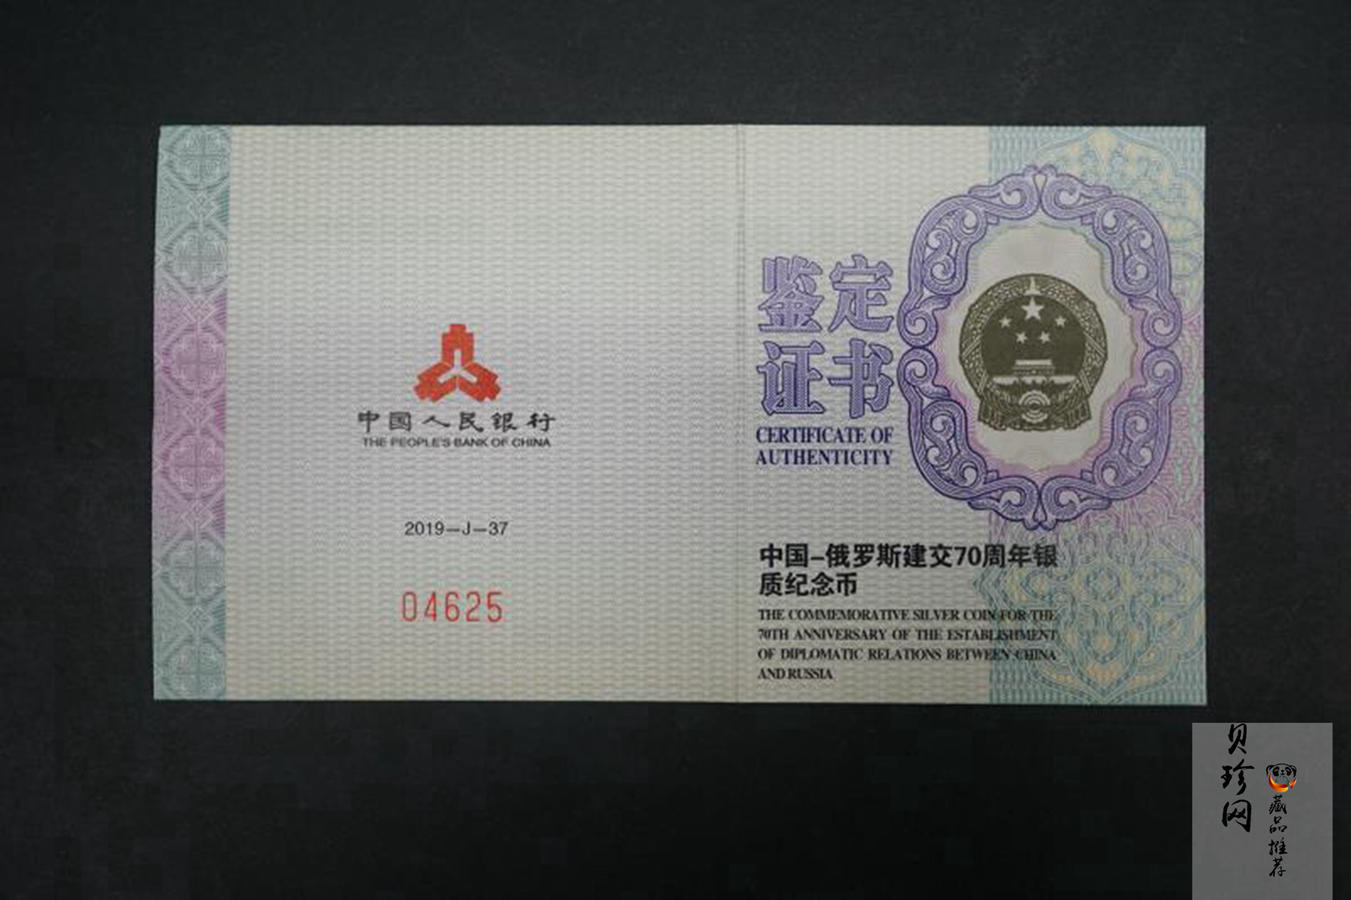 中国人民银行
THE PEOPLE'S BANK OF CHINA
2019—J—37
04625
鉴定
证书
CERTIFICATE OF
AUTHENTICITY
中国–俄罗斯建交70周年银
质纪念币
THE COMMEMORATIVE SILVER COIN FOR THE
70TH ANNIVERSARY OF THE ESTABLISHMENT
OF DIPLOMATIC RELATIONS BETWEEN CHINA
AND RUSSIA
贝珍网
藏品推荐